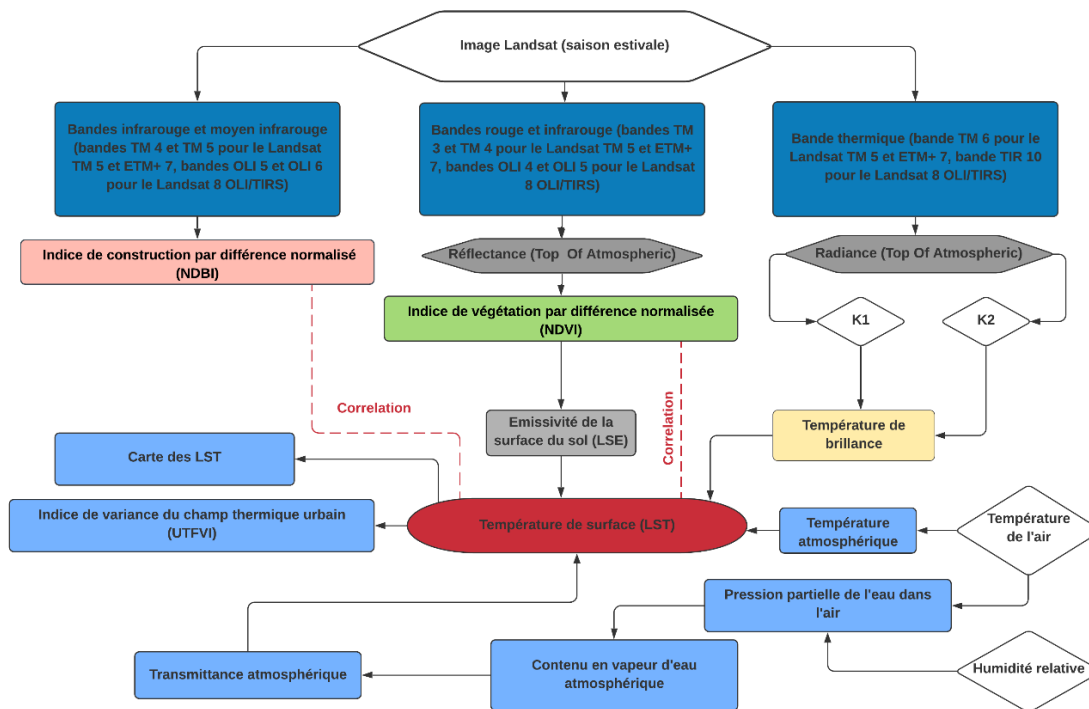 Image Landsat (saison estivale)
Bandes infrarouge et moyen infrarouge
(bandes TM 4 et TM 5 pour le Landsat
TM 5 et ETM+ 7, bandes OLI 5 et OLI 6
pour le Landsat 8 OLI/TIRS)
Bandes rouge et infrarouge (bandes TM
3 et TM 4 pour le Landsat TM 5 et ETM+
7, bandes OLI 4 et OLI 5 pour le Landsat
8 OLI/TIRS)
Bande thermique (bande TM 6 pour le
Landsat TM 5 et ETM+ 7, bande TIR 10
pour le Landsat 8 OLI/TIRS)
Indice de construction par différence normalisé
(NDBI)
Réflectance (Top Of Atmospheric)
Radiance (Top Of Atmospheric)
Indice de végétation par différence normalisée
(NDVI)
K1
K2
Correlation
Correlation
Emissivité de la
surface du sol (LSE)
Température de
brillance
Carte des LST
Indice de variance du champ thermique urbain
(UTFVI)
Température de surface (LST)
Température
atmosphérique
Température
de l'air
Pression partielle de l'eau dans
l'air
Transmittance atmosphérique
Contenu en vapeur d'eau
atmosphérique
Humidité relative